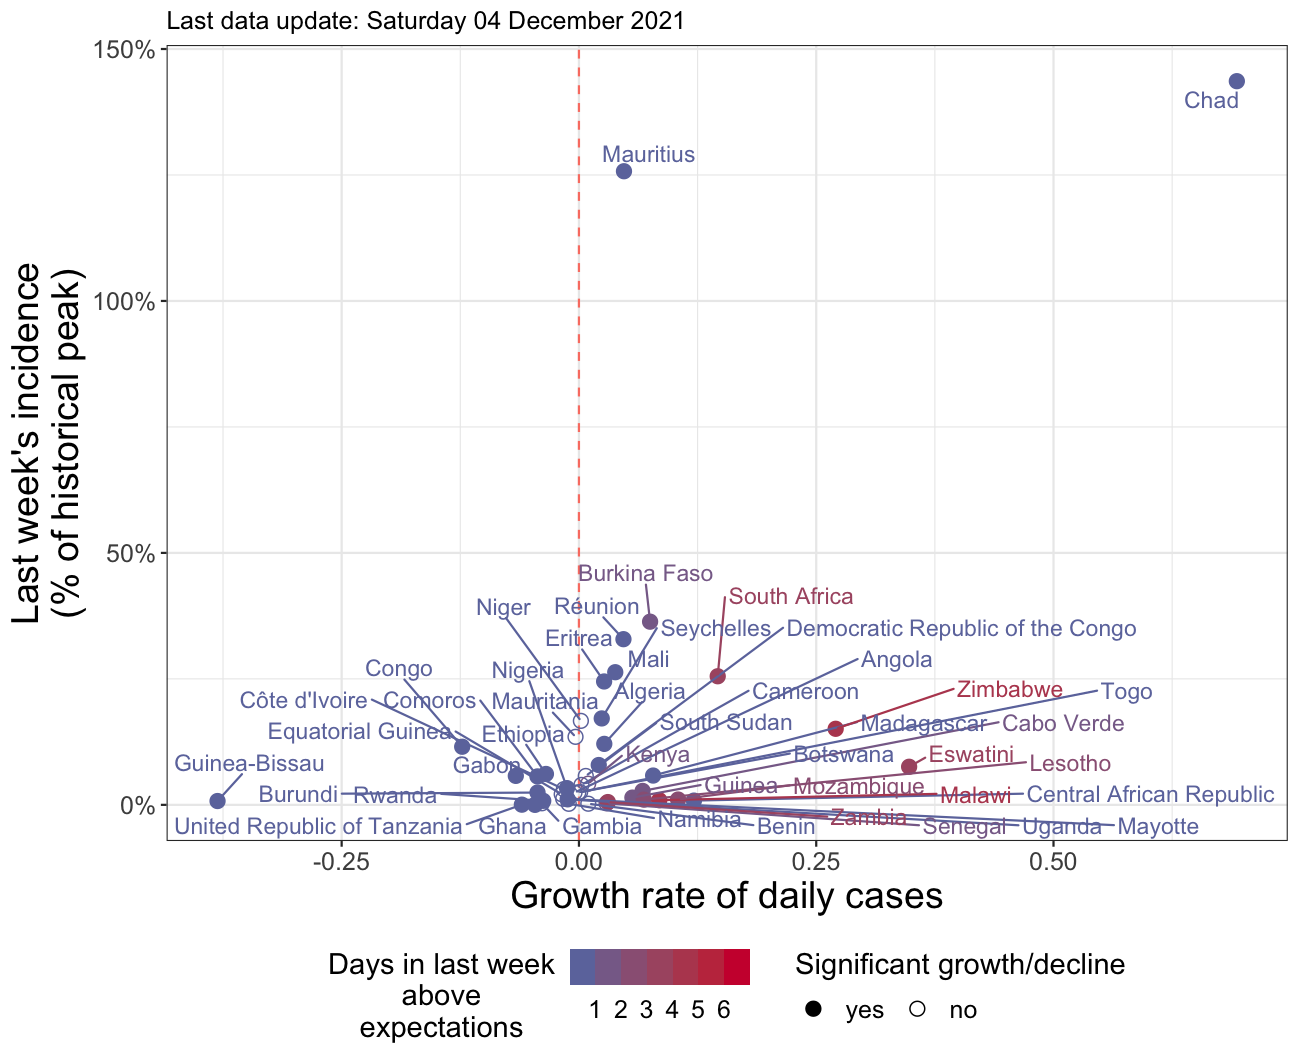 Last data update: Saturday 04 December 2021
150%
100%
50%
0%
Last week's incidence
(% of historical peak)
Chad
Mauritius
Burkina Faso
South Africa
Niger
Réunion
Seychelles
Democratic Republic of the Congo
Eritrea
Mali
Angola
Congo
Nigeria
Algeria
Cameroon
Zimbabwe
Togo
Côte d'Ivoire
Comoros
Mauritania
South Sudan
Madagascar
Cabo Verde
Equatorial Guinea
Ethiopia
Kenya
Botswana
Eswatini
Lesotho
Guinea-Bissau
Gabon
Guinea
Mozambique
Malawi
Central African Republic
Burundi
Rwanda
United Republic of Tanzania
Ghana
Gambia
Namibia
Benin
Zambia
Senegal
Uganda
Mayotte
-0.25
0.00
0.25
0.50
Growth rate of daily cases
Days in last week
above
expectations
1 2 3 4 5 6
Significant growth/decline
yes
no